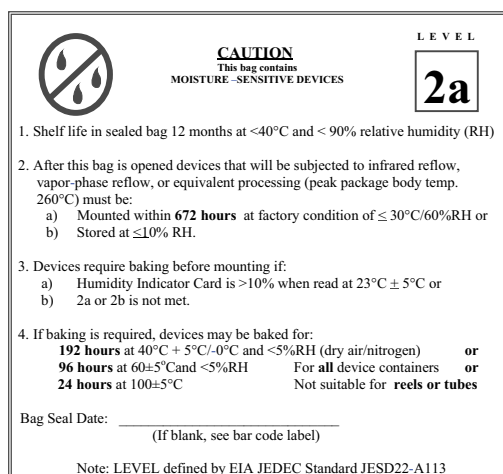 L E V E L
CAUTION
This bag contains
MOISTURE –SENSITIVE DEVICES
2a
1. Shelf life in sealed bag 12 months at <40°C and < 90% relative humidity (RH)
2. After this bag is opened devices that will be subjected to infrared reflow,
vapor-phase reflow, or equivalent processing (peak package body temp.
260°C) must be:
a) Mounted within 672 hours at factory condition of ≤ 30°C/60%RH or
b) Stored at ≤10% RH.
3. Devices require baking before mounting if:
a) Humidity Indicator Card is >10% when read at 23°C ± 5°C or
b) 2a or 2b is not met.
4. If baking is required, devices may be baked for:
192 hours at 40°C + 5°C/-0°C and <5%RH (dry air/nitrogen) or
96 hours at 60±5°Cand <5%RH For all device containers or
24 hours at 100±5°C Not suitable for reels or tubes
Bag Seal Date: ___________________________________
(If blank, see bar code label)
Note: LEVEL defined by EIA JEDEC Standard JESD22-A113